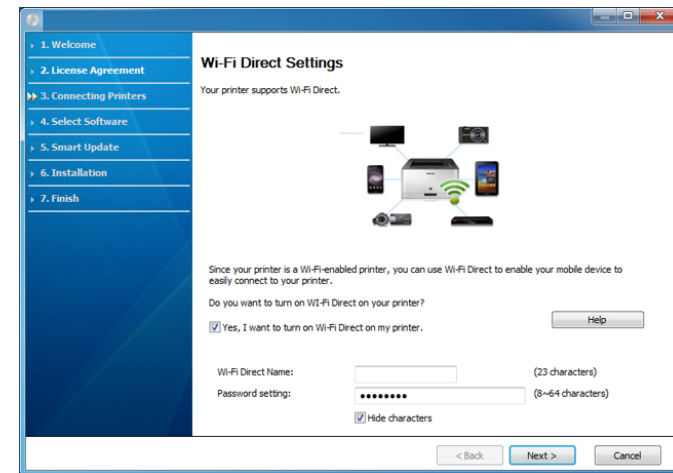 1. Welcome
2. License Agreement
3. Connecting Printers
4. Select Software
5. Smart Update
6. Installation
7. Finish
Wi-Fi Direct Settings
Your printer supports Wi-Fi Direct.
Since your printer is a Wi-Fi-enabled printer, you can use Wi-Fi Direct to enable your mobile device to
easily connect to your printer.
Do you want to turn on WI-Fi Direct on your printer?
Yes, I want to turn on Wi-Fi Direct on my printer.
Help
Wi-Fi Direct Name: (23 characters)
Password setting: ●●●●●●●● (8~64 characters)
Hide characters
< Back Next > Cancel